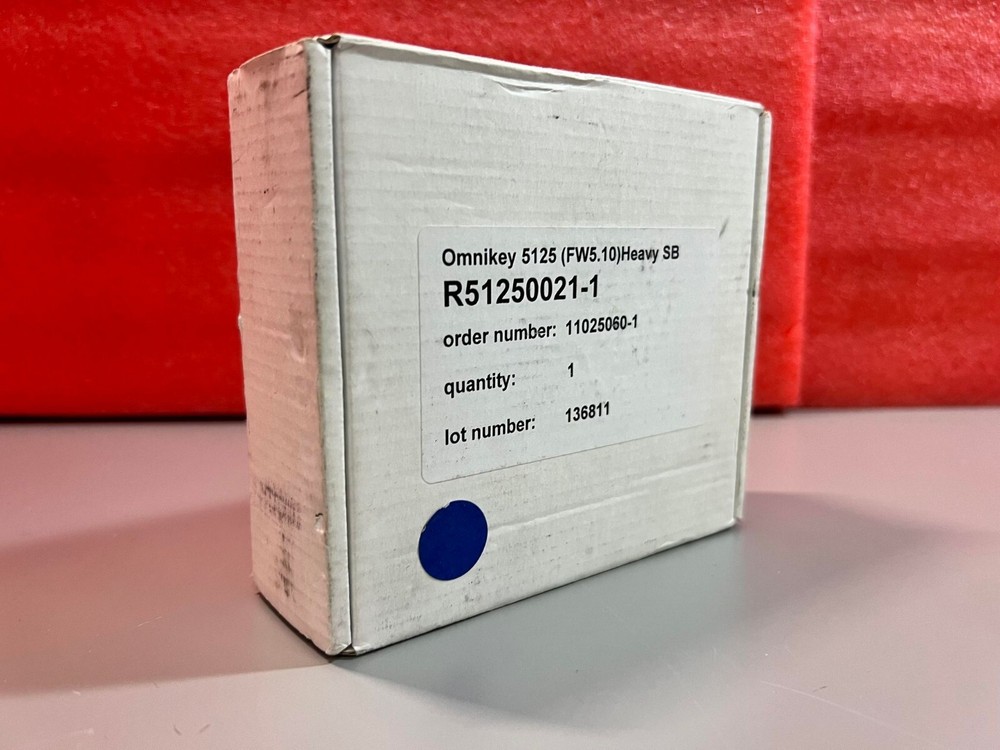 Omnikey 5125 (FW5.10)Heavy SB
R51250021-1
order number: 11025060-1
quantity: 1
lot number: 136811